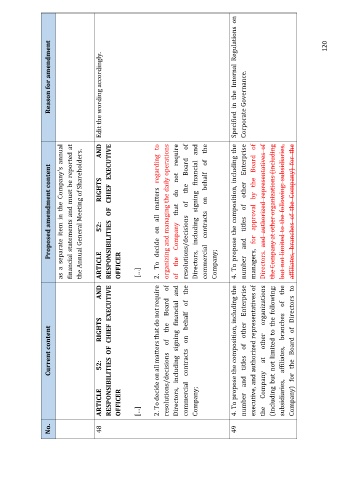 No.
Current content
Proposed amendment content
Reason for amendment
as a separate item in the Company's annual
financial statements and must be reported at
the Annual General Meeting of Shareholders.
48
ARTICLE 52: RIGHTS AND
RESPONSIBILITIES OF CHIEF EXECUTIVE
OFFICER
[...]
2. To decide on all matters that do not require
resolutions/decisions of the Board of
Directors, including signing financial and
commercial contracts on behalf of the
Company;
ARTICLE 52: RIGHTS AND
RESPONSIBILITIES OF CHIEF EXECUTIVE
OFFICER
[...]
2. To decide on all matters regarding to
organizing and managing the daily operations
of the Company that do not require
resolutions/decisions of the Board of
Directors, including signing financial and
commercial contracts on behalf of the
Company;
Edit the wording accordingly.
49
4. To propose the composition, including the
number and titles of other Enterprise
executive, and authorized representatives of
the Company at other organizations
(including but not limited to the following:
subsidiaries, affiliates, branches of the
Company) for the Board of Directors to
4. To propose the composition, including the
number and titles of other Enterprise
managers, for approval by the Board of
Directors. and authorized representatives of
the Company at other organizations (including
but not limited to the following: subsidiaries,
affiliates, branches of the Company) for the
Specified in the Internal Regulations on
Corporate Governance.
120